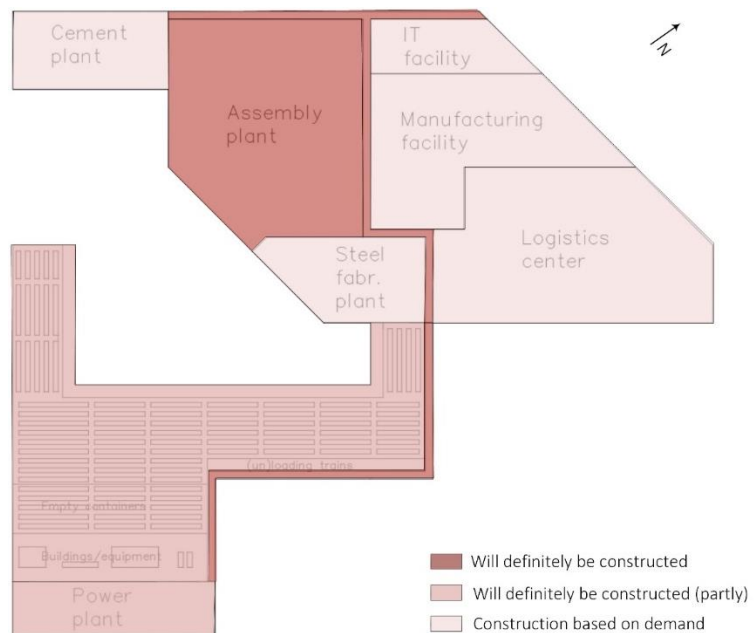 Cement
plant
IT
facility
N
Assembly
plant
Manufacturing
facility
Steel
fabr.
plant
Logistics
center
(un)loading trains
Empty containers
Buildings/equipment
Power
plant
Will definitely be constructed
Will definitely be constructed (partly)
Construction based on demand